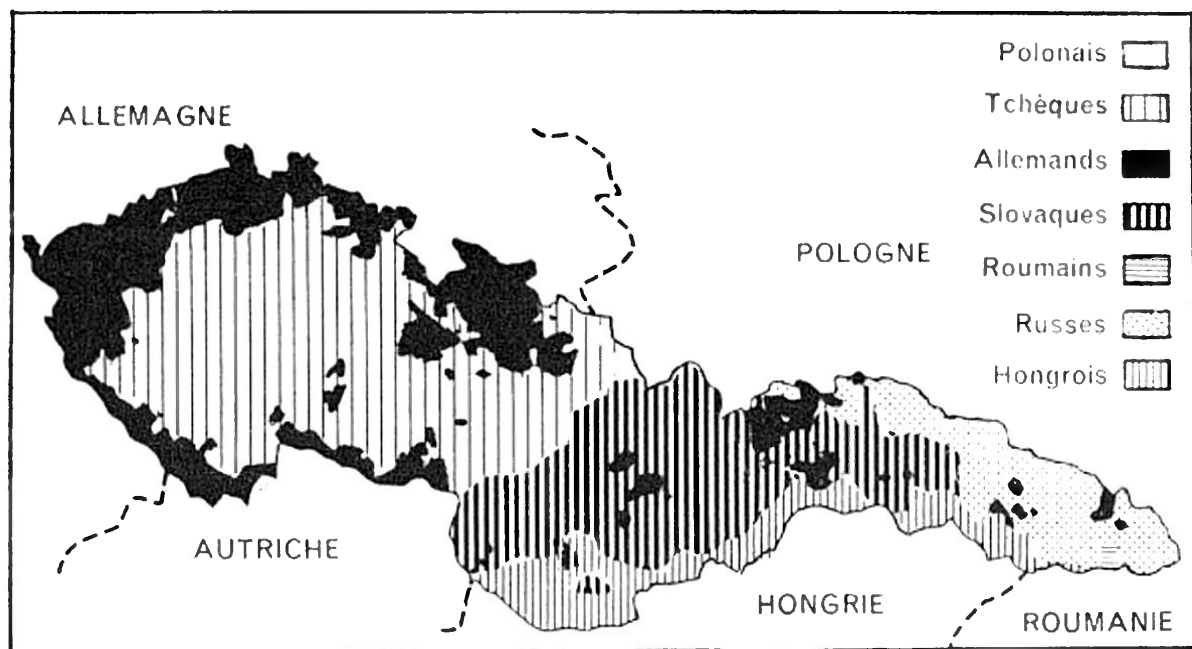 ALLEMAGNE
POLOGNE
AUTRICHE
HONGRIE
ROUMANIE
Polonais
Tchèques
Allemands
Slovaques
Roumains
Russes
Hongrois